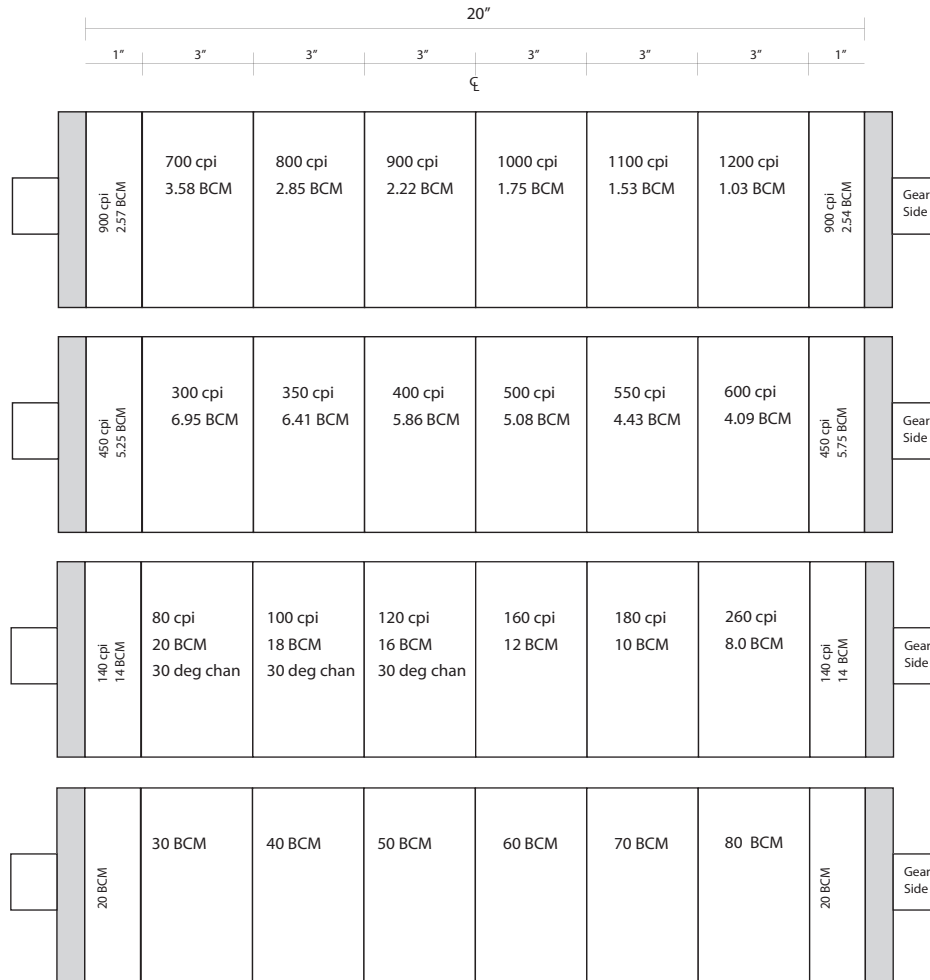 20"
1" 3" 3" 3" 3" 3" 3" 1"
℄
900 cpi
2.57 BCM
700 cpi
3.58 BCM
800 cpi
2.85 BCM
900 cpi
2.22 BCM
1000 cpi
1.75 BCM
1100 cpi
1.53 BCM
1200 cpi
1.03 BCM
900 cpi
2.54 BCM
Gear
Side
450 cpi
5.25 BCM
300 cpi
6.95 BCM
350 cpi
6.41 BCM
400 cpi
5.86 BCM
500 cpi
5.08 BCM
550 cpi
4.43 BCM
600 cpi
4.09 BCM
450 cpi
5.75 BCM
Gear
Side
140 cpi
14 BCM
80 cpi
20 BCM
30 deg chan
100 cpi
18 BCM
30 deg chan
120 cpi
16 BCM
30 deg chan
160 cpi
12 BCM
180 cpi
10 BCM
260 cpi
8.0 BCM
140 cpi
14 BCM
Gear
Side
20 BCM
30 BCM
40 BCM
50 BCM
60 BCM
70 BCM
80 BCM
20 BCM
Gear
Side